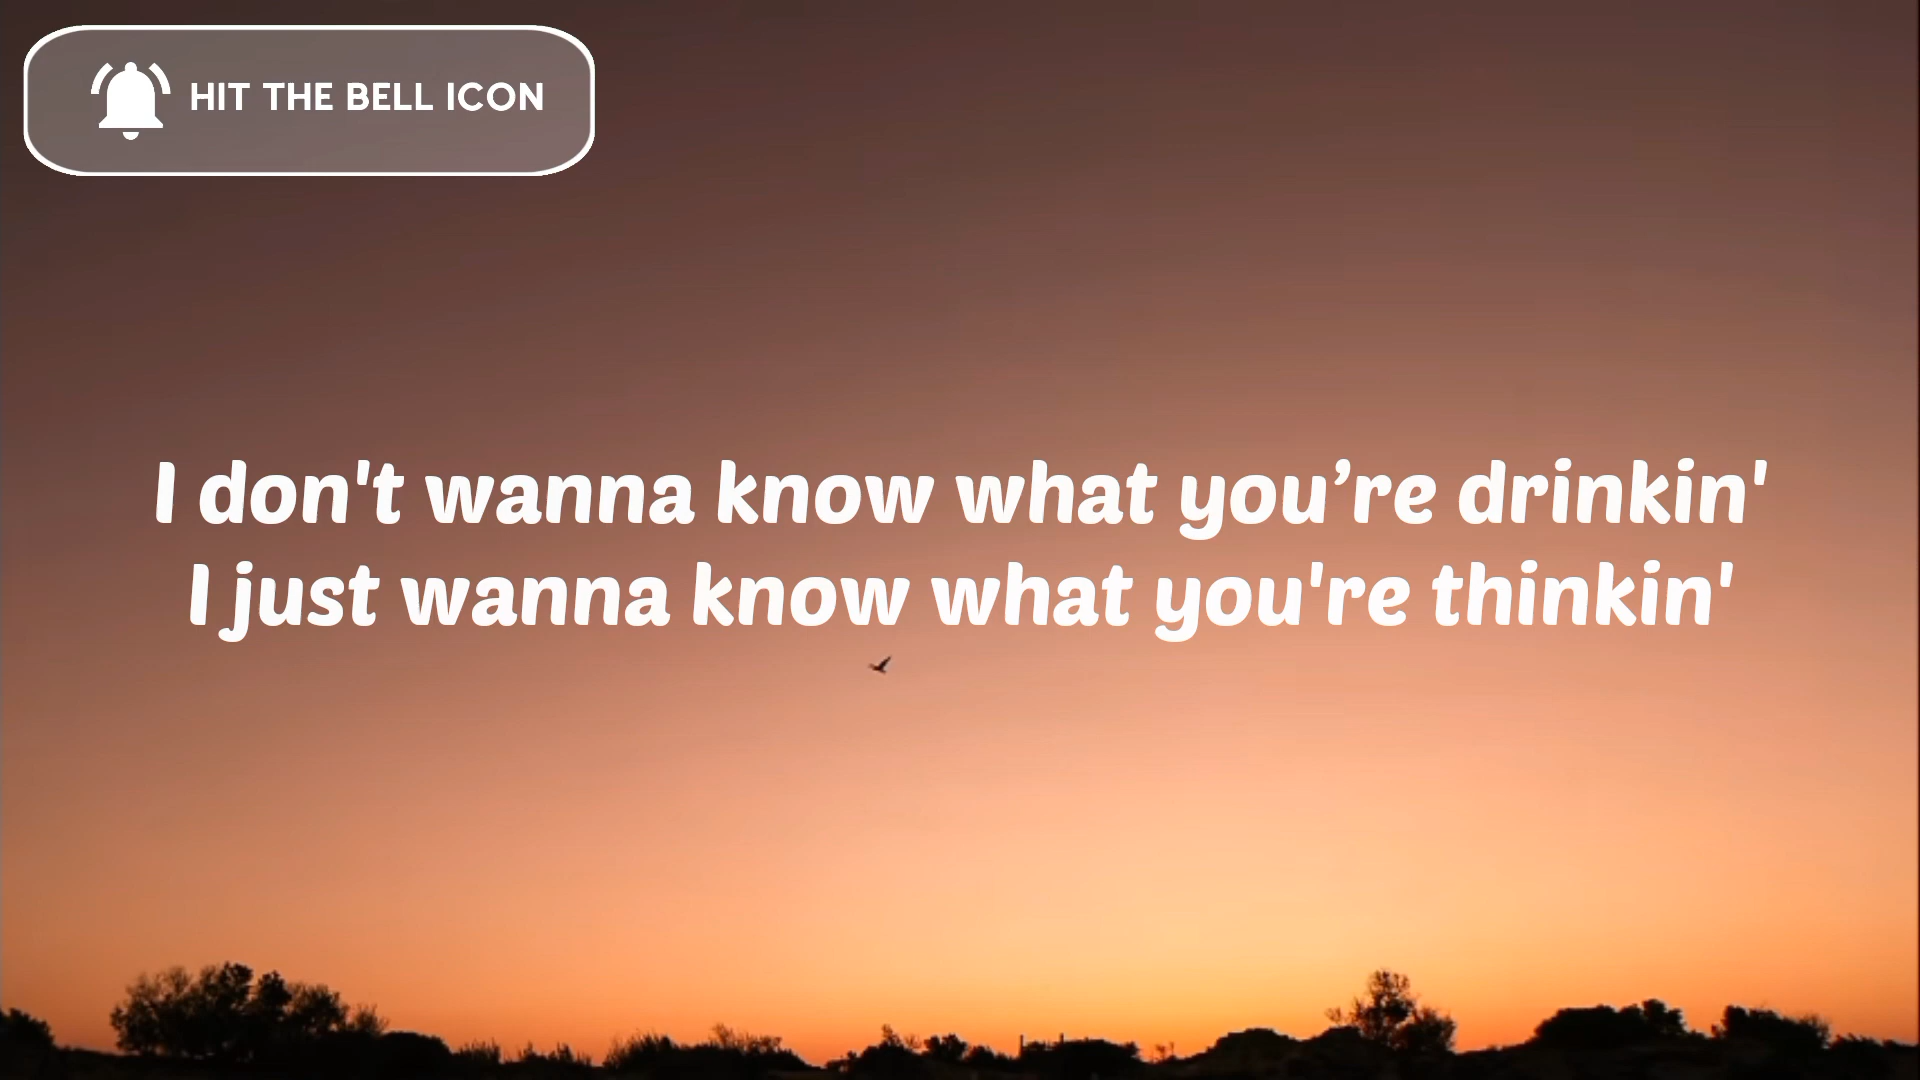 HIT THE BELL ICON
I don't wanna know what you’re drinkin'
I just wanna know what you're thinkin'